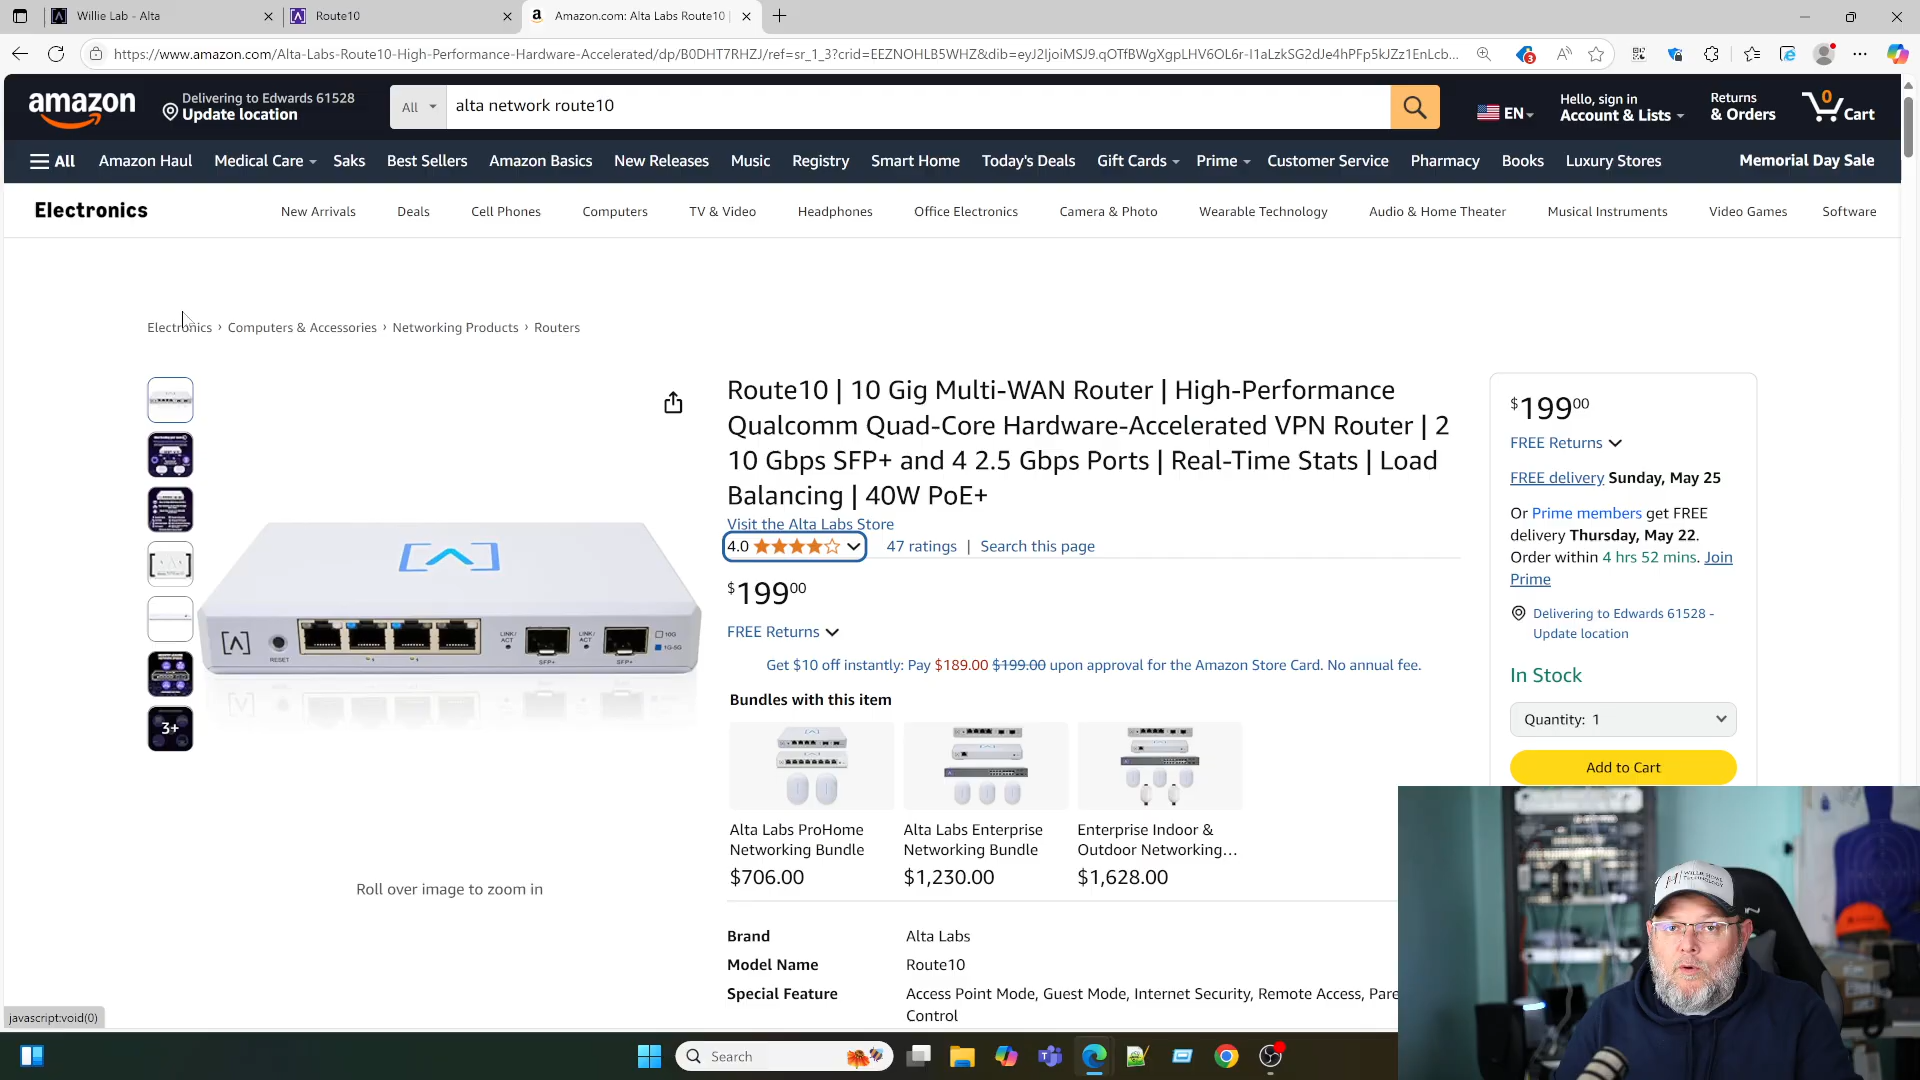 Willie Lab - Alta
Route10
Amazon.com: Alta Labs Route10 |
https://www.amazon.com/Alta-Labs-Route10-High-Performance-Hardware-Accelerated/dp/B0DHT7RHZJ/ref=sr_1_3?crid=EEZNOHLB5WHZ&dib=eyJ2IjoiMSJ9.qOTfBWgXgpLHV6OL6r-I1aLzkSG2dJe4hPFp5kJZz1EnLcb...
3
amazon
Delivering to Edwards 61528
Update location
All
alta network route10
EN
Hello, sign in
Account & Lists
Returns
& Orders
0
Cart
All
Amazon Haul
Medical Care
Saks
Best Sellers
Amazon Basics
New Releases
Music
Registry
Smart Home
Today's Deals
Gift Cards
Prime
Customer Service
Pharmacy
Books
Luxury Stores
Memorial Day Sale
Electronics
New Arrivals
Deals
Cell Phones
Computers
TV & Video
Headphones
Office Electronics
Camera & Photo
Wearable Technology
Audio & Home Theater
Musical Instruments
Video Games
Software
Electronics › Computers & Accessories › Networking Products › Routers
3+
RESET
LINK/
ACT
SFP+
LINK/
ACT
SFP+
10G
1G-5G
Roll over image to zoom in
Route10 | 10 Gig Multi-WAN Router | High-Performance
Qualcomm Quad-Core Hardware-Accelerated VPN Router | 2
10 Gbps SFP+ and 4 2.5 Gbps Ports | Real-Time Stats | Load
Balancing | 40W PoE+
Visit the Alta Labs Store
4.0
47 ratings | Search this page
$19900
FREE Returns
Get $10 off instantly: Pay $189.00 $199.00 upon approval for the Amazon Store Card. No annual fee.
Bundles with this item
Alta Labs ProHome
Networking Bundle
$706.00
Alta Labs Enterprise
Networking Bundle
$1,230.00
Enterprise Indoor &
Outdoor Networking...
$1,628.00
Brand Alta Labs
Model Name Route10
Special Feature Access Point Mode, Guest Mode, Internet Security, Remote Access, Pare
Control
$19900
FREE Returns
FREE delivery Sunday, May 25
Or Prime members get FREE
delivery Thursday, May 22.
Order within 4 hrs 52 mins. Join
Prime
Delivering to Edwards 61528 -
Update location
In Stock
Quantity: 1
Add to Cart
WILLIE HOWE
TECHNOLOGY
javascript:void(0)
Search